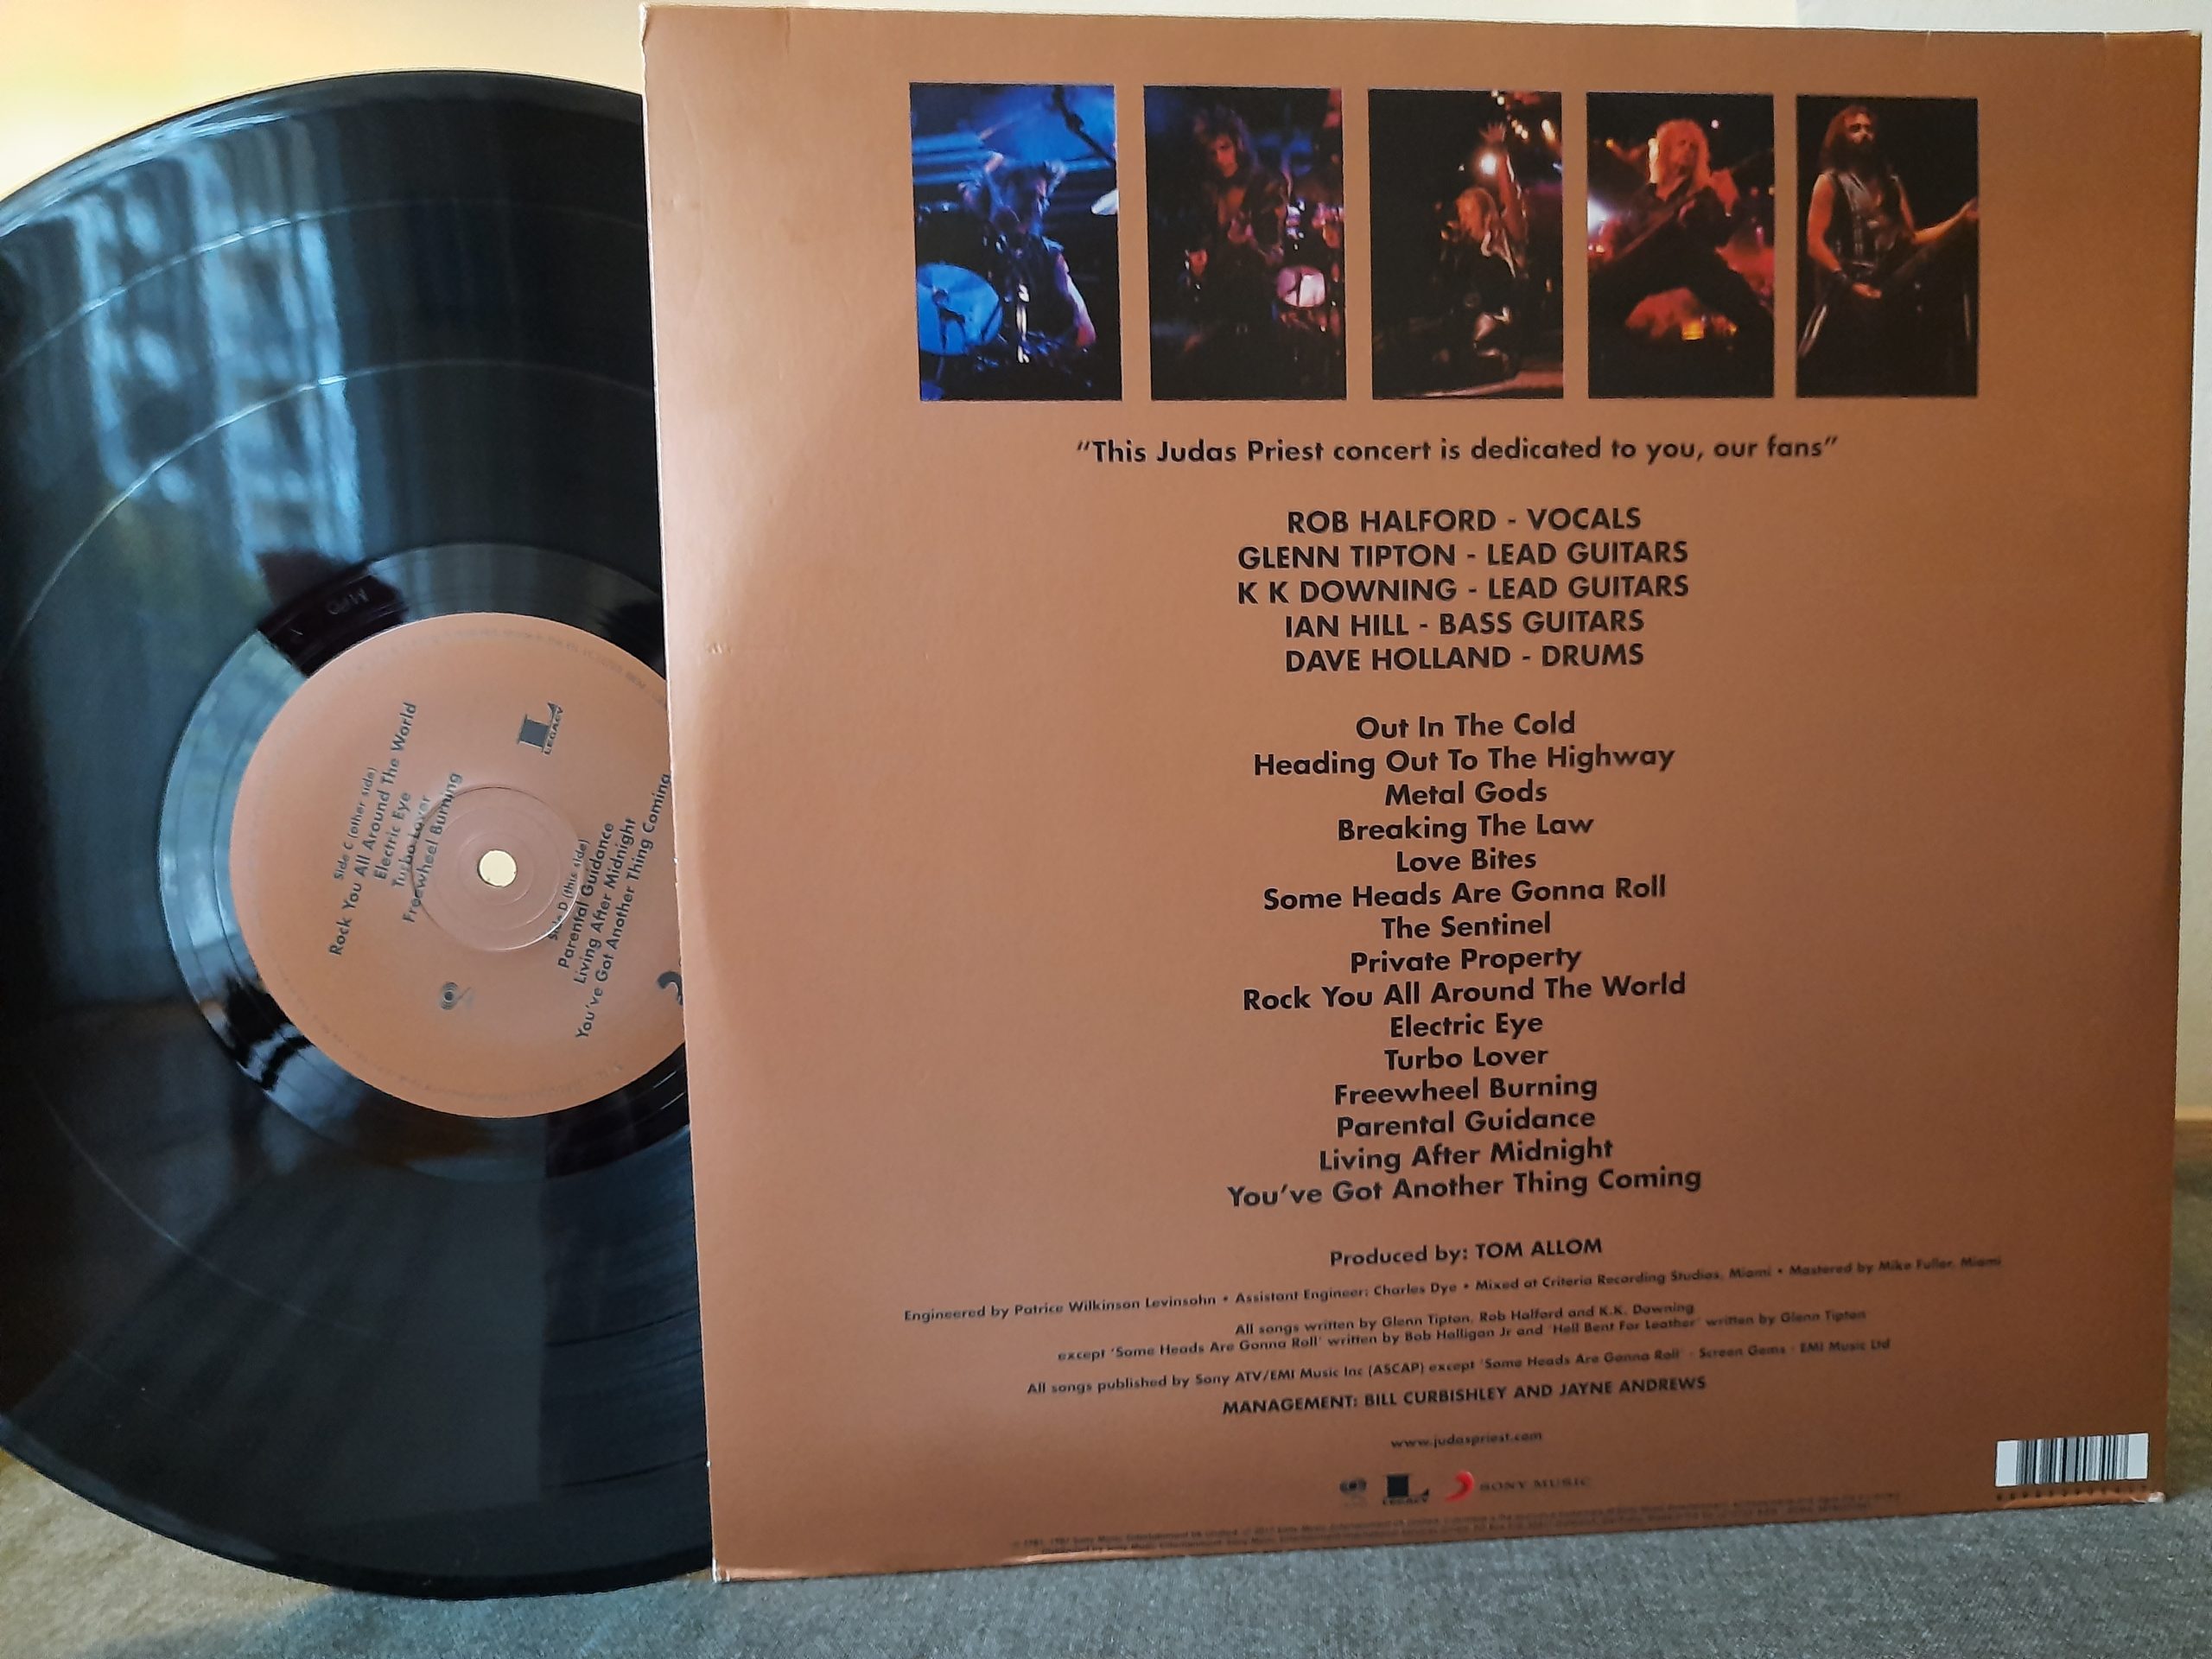 "This Judas Priest concert is dedicated to you, our fans"
ROB HALFORD - VOCALS
GLENN TIPTON - LEAD GUITARS
K K DOWNING - LEAD GUITARS
IAN HILL - BASS GUITARS
DAVE HOLLAND - DRUMS
Out In The Cold
Heading Out To The Highway
Metal Gods
Breaking The Law
Love Bites
Some Heads Are Gonna Roll
The Sentinel
Private Property
Rock You All Around The World
Electric Eye
Turbo Lover
Freewheel Burning
Parental Guidance
Living After Midnight
You've Got Another Thing Coming
Produced by: TOM ALLOM
Engineered by Patrice Wilkinson Levinsohn • Assistant Engineer: Charles Dye • Mixed at Criteria Recording Studios, Miami • Mastered by Mike Fuller, Miami
All songs written by Glenn Tipton, Rob Halford and K.K. Downing
except 'Some Heads Are Gonna Roll' written by Bob Halligan Jr and 'Hell Bent For Leather' written by Glenn Tipton
All songs published by Sony ATV/EMI Music Inc (ASCAP) except 'Some Heads Are Gonna Roll' - Screen Gems - EMI Music Ltd
MANAGEMENT: BILL CURBISHLEY AND JAYNE ANDREWS
www.judaspriest.com
LEGACY
SONY MUSIC
LEGACY
Side C (other side)
Rock You All Around The World
Electric Eye
Turbo Lover
Freewheel Burning
Side D (this side)
Parental Guidance
Living After Midnight
You've Got Another Thing Coming